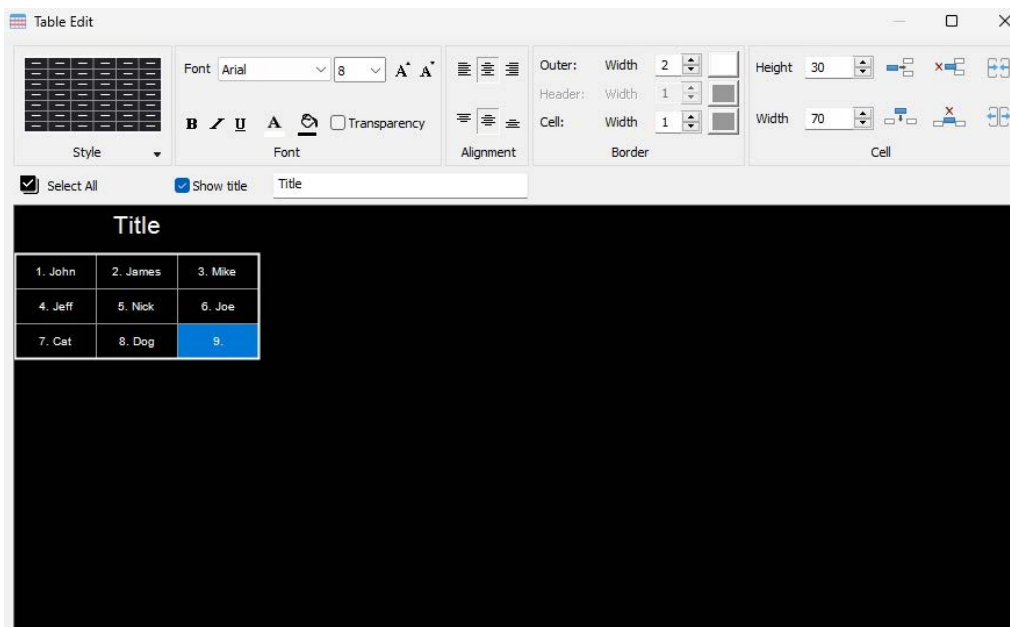 Table Edit
Font Arial 8 A A
B I U A Transparency
Style Font Alignment Border Cell
Outer: Width 2
Header: Width 1
Cell: Width 1
Height 30
Width 70
Select All Show title Title
Title
1. John 2. James 3. Mike
4. Jeff 5. Nick 6. Joe
7. Cat 8. Dog 9.